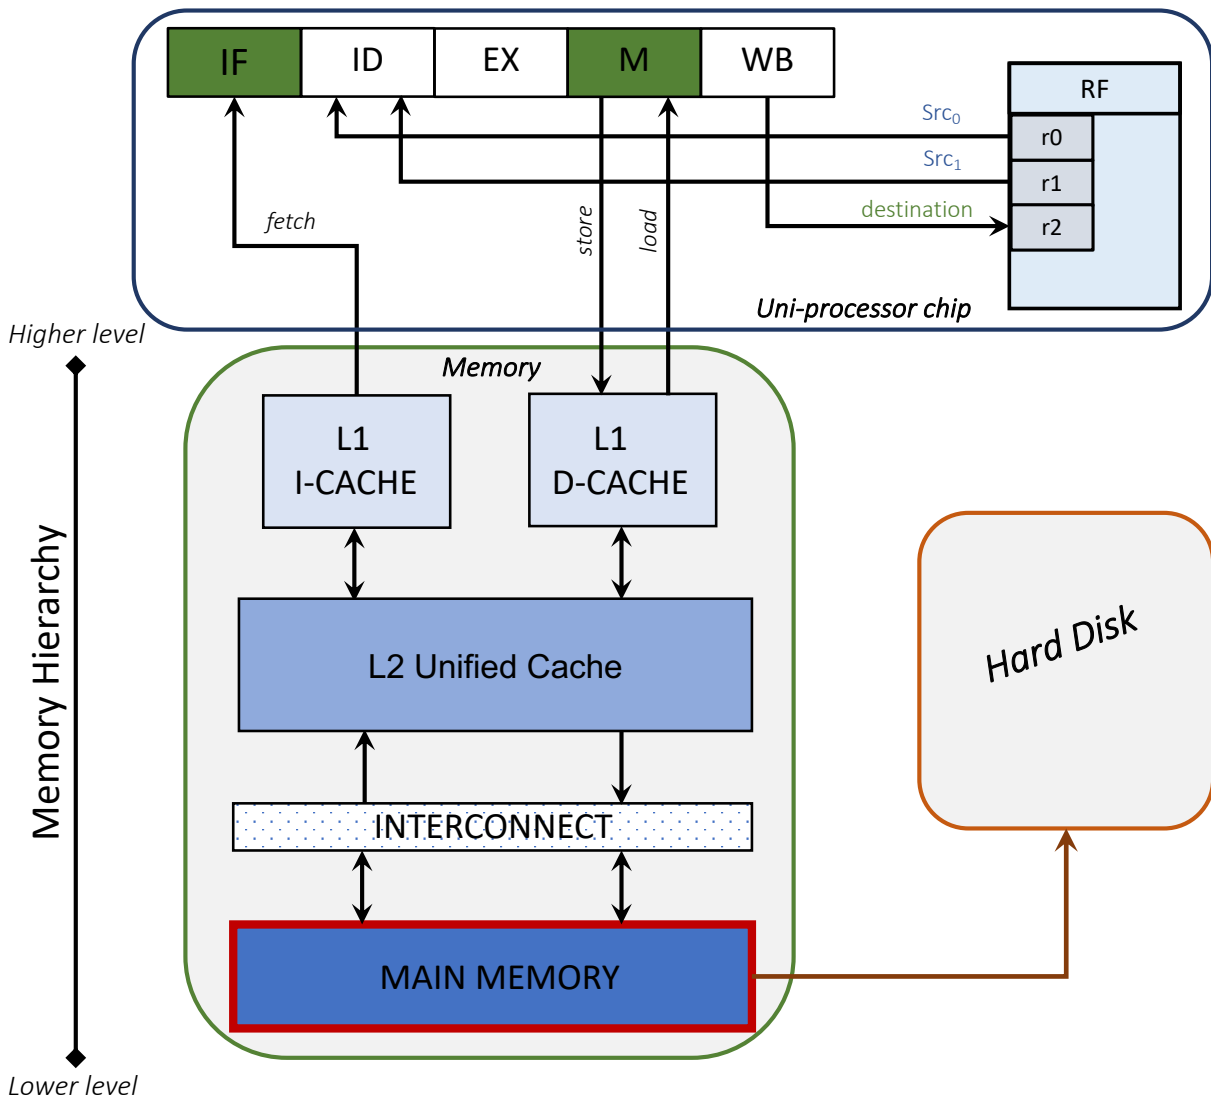 IF
ID
EX
M
WB
RF
Src0
r0
Src1
r1
destination
r2
fetch
store
load
Uni-processor chip
Higher level
Memory
L1
I-CACHE
L1
D-CACHE
Memory Hierarchy
L2 Unified Cache
Hard Disk
INTERCONNECT
MAIN MEMORY
Lower level